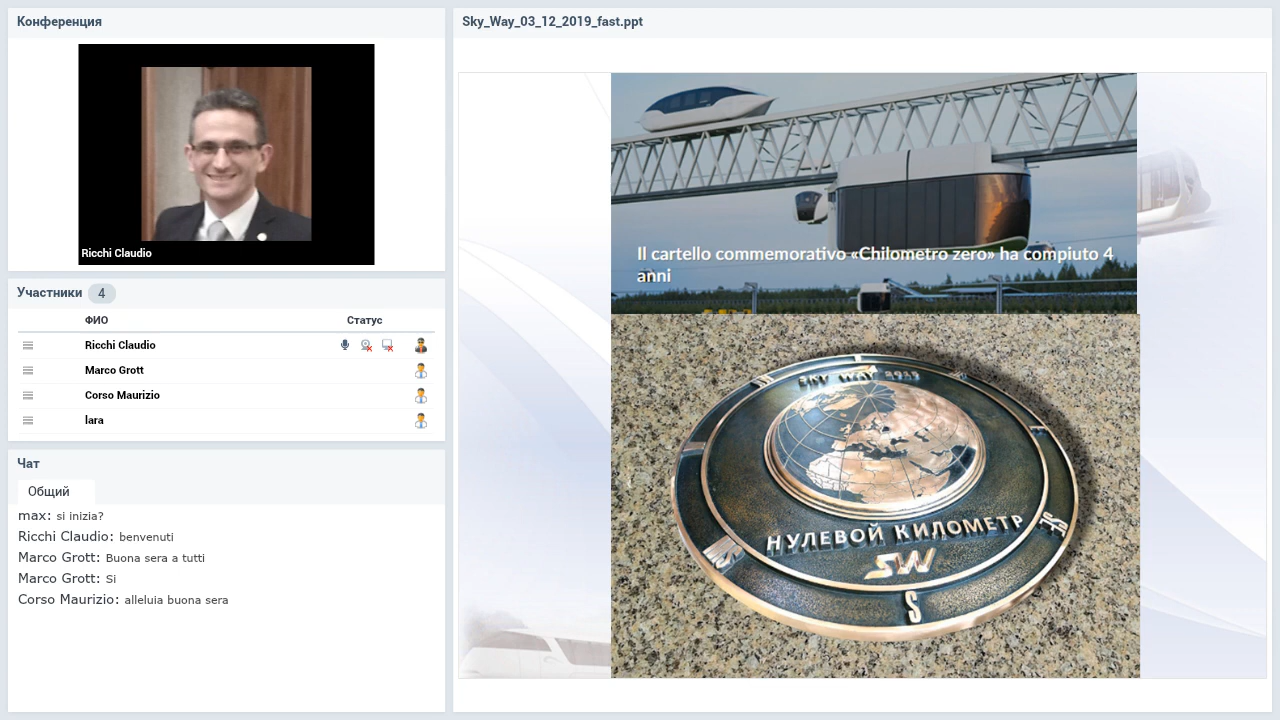 Конференция
Ricchi Claudio
Участники 4
ФИО Статус
Ricchi Claudio
Marco Grott
Corso Maurizio
lara
Чат
Общий
max: si inizia?
Ricchi Claudio: benvenuti
Marco Grott: Buona sera a tutti
Marco Grott: Si
Corso Maurizio: alleluia buona sera
Sky_Way_03_12_2019_fast.ppt
Il cartello commemorativo «Chilometro zero» ha compiuto 4
anni
НУЛЕВОЙ КИЛОМЕТР
SW
S